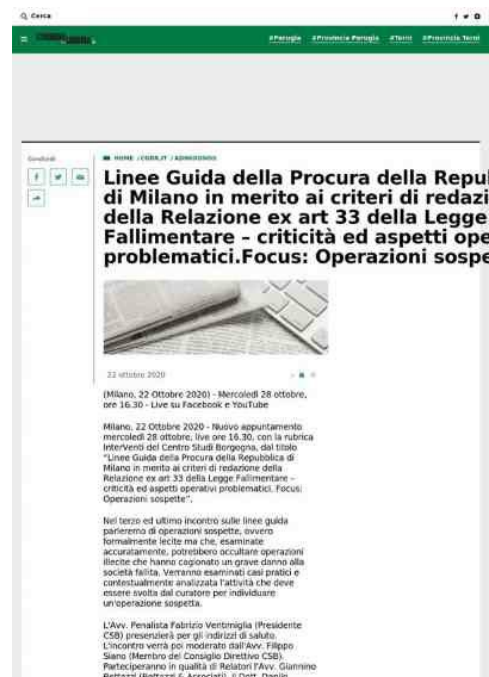 Cerca
#Perugia #Provincia Perugia #Terni #Provincia Terni
Condividi
HOME / CORR.IT / ADNKRONOS
Linee Guida della Procura della Repu
di Milano in merito ai criteri di redazi
della Relazione ex art 33 della Legge
Fallimentare – criticità ed aspetti ope
problematici.Focus: Operazioni sospe
22 ottobre 2020
(Milano, 22 Ottobre 2020) - Mercoledì 28 ottobre,
ore 16.30 - Live su Facebook e YouTube
Milano, 22 Ottobre 2020 - Nuovo appuntamento
mercoledì 28 ottobre, live ore 16.30, con la rubrica
InterVenti del Centro Studi Borgogna, dal titolo
"Linee Guida della Procura della Repubblica di
Milano in merito ai criteri di redazione della
Relazione ex art 33 della Legge Fallimentare –
criticità ed aspetti operativi problematici. Focus:
Operazioni sospette".
Nel terzo ed ultimo incontro sulle linee guida
parleremo di operazioni sospette, ovvero
formalmente lecite ma che, esaminate
accuratamente, potrebbero occultare operazioni
illecite che hanno cagionato un grave danno alla
società fallita. Verranno esaminati casi pratici e
contestualmente analizzata l'attività che deve
essere svolta dal curatore per individuare
un'operazione sospetta.
L'Avv. Penalista Fabrizio Ventimiglia (Presidente
CSB) presenzierà per gli indirizzi di saluto.
L'incontro verrà poi moderato dall'Avv. Filippo
Siano (Membro del Consiglio Direttivo CSB).
Parteciperanno in qualità di Relatori l'Avv. Giannino
Bettazzi (Bettazzi & Associati), il Dott. Danilo